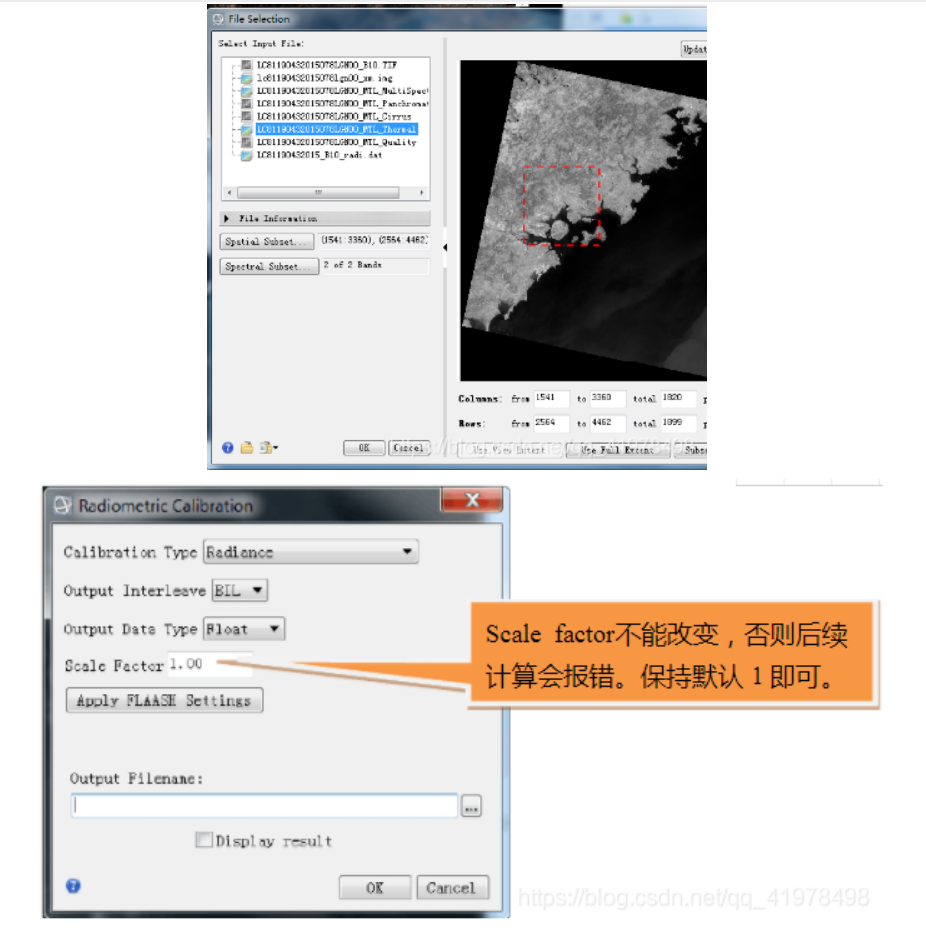 File Selection
Select Input File:
Updat
LC81190432015078LGN00_B10.TIF
lc81190432015078lgn00_xm.img
LC81190432015078LGN00_MTL_MultiSpect
LC81190432015078LGN00_MTL_Panchromat
LC81190432015078LGN00_MTL_Cirrus
LC81190432015078LGN00_MTL_Thermal
LC81190432015078LGN00_MTL_Quality
LC81190432015_B10_radi.dat
File Information
Spatial Subset... (1541:3360), (2564:4462)
Spectral Subset... 2 of 2 Bands
Columns: from 1541 to 3360 total 1820
Rows: from 2564 to 4462 total 1899
OK Cancel
Use View Extent Use Full Extent Subse
Radiometric Calibration
Calibration Type Radiance
Output Interleave BIL
Output Data Type Float
Scale Factor 1.00
Apply FLAASH Settings
Scale factor不能改变，否则后续
计算会报错。保持默认 1 即可。
Output Filename:
...
Display result
OK Cancel
https://blog.csdn.net/qq_41978498